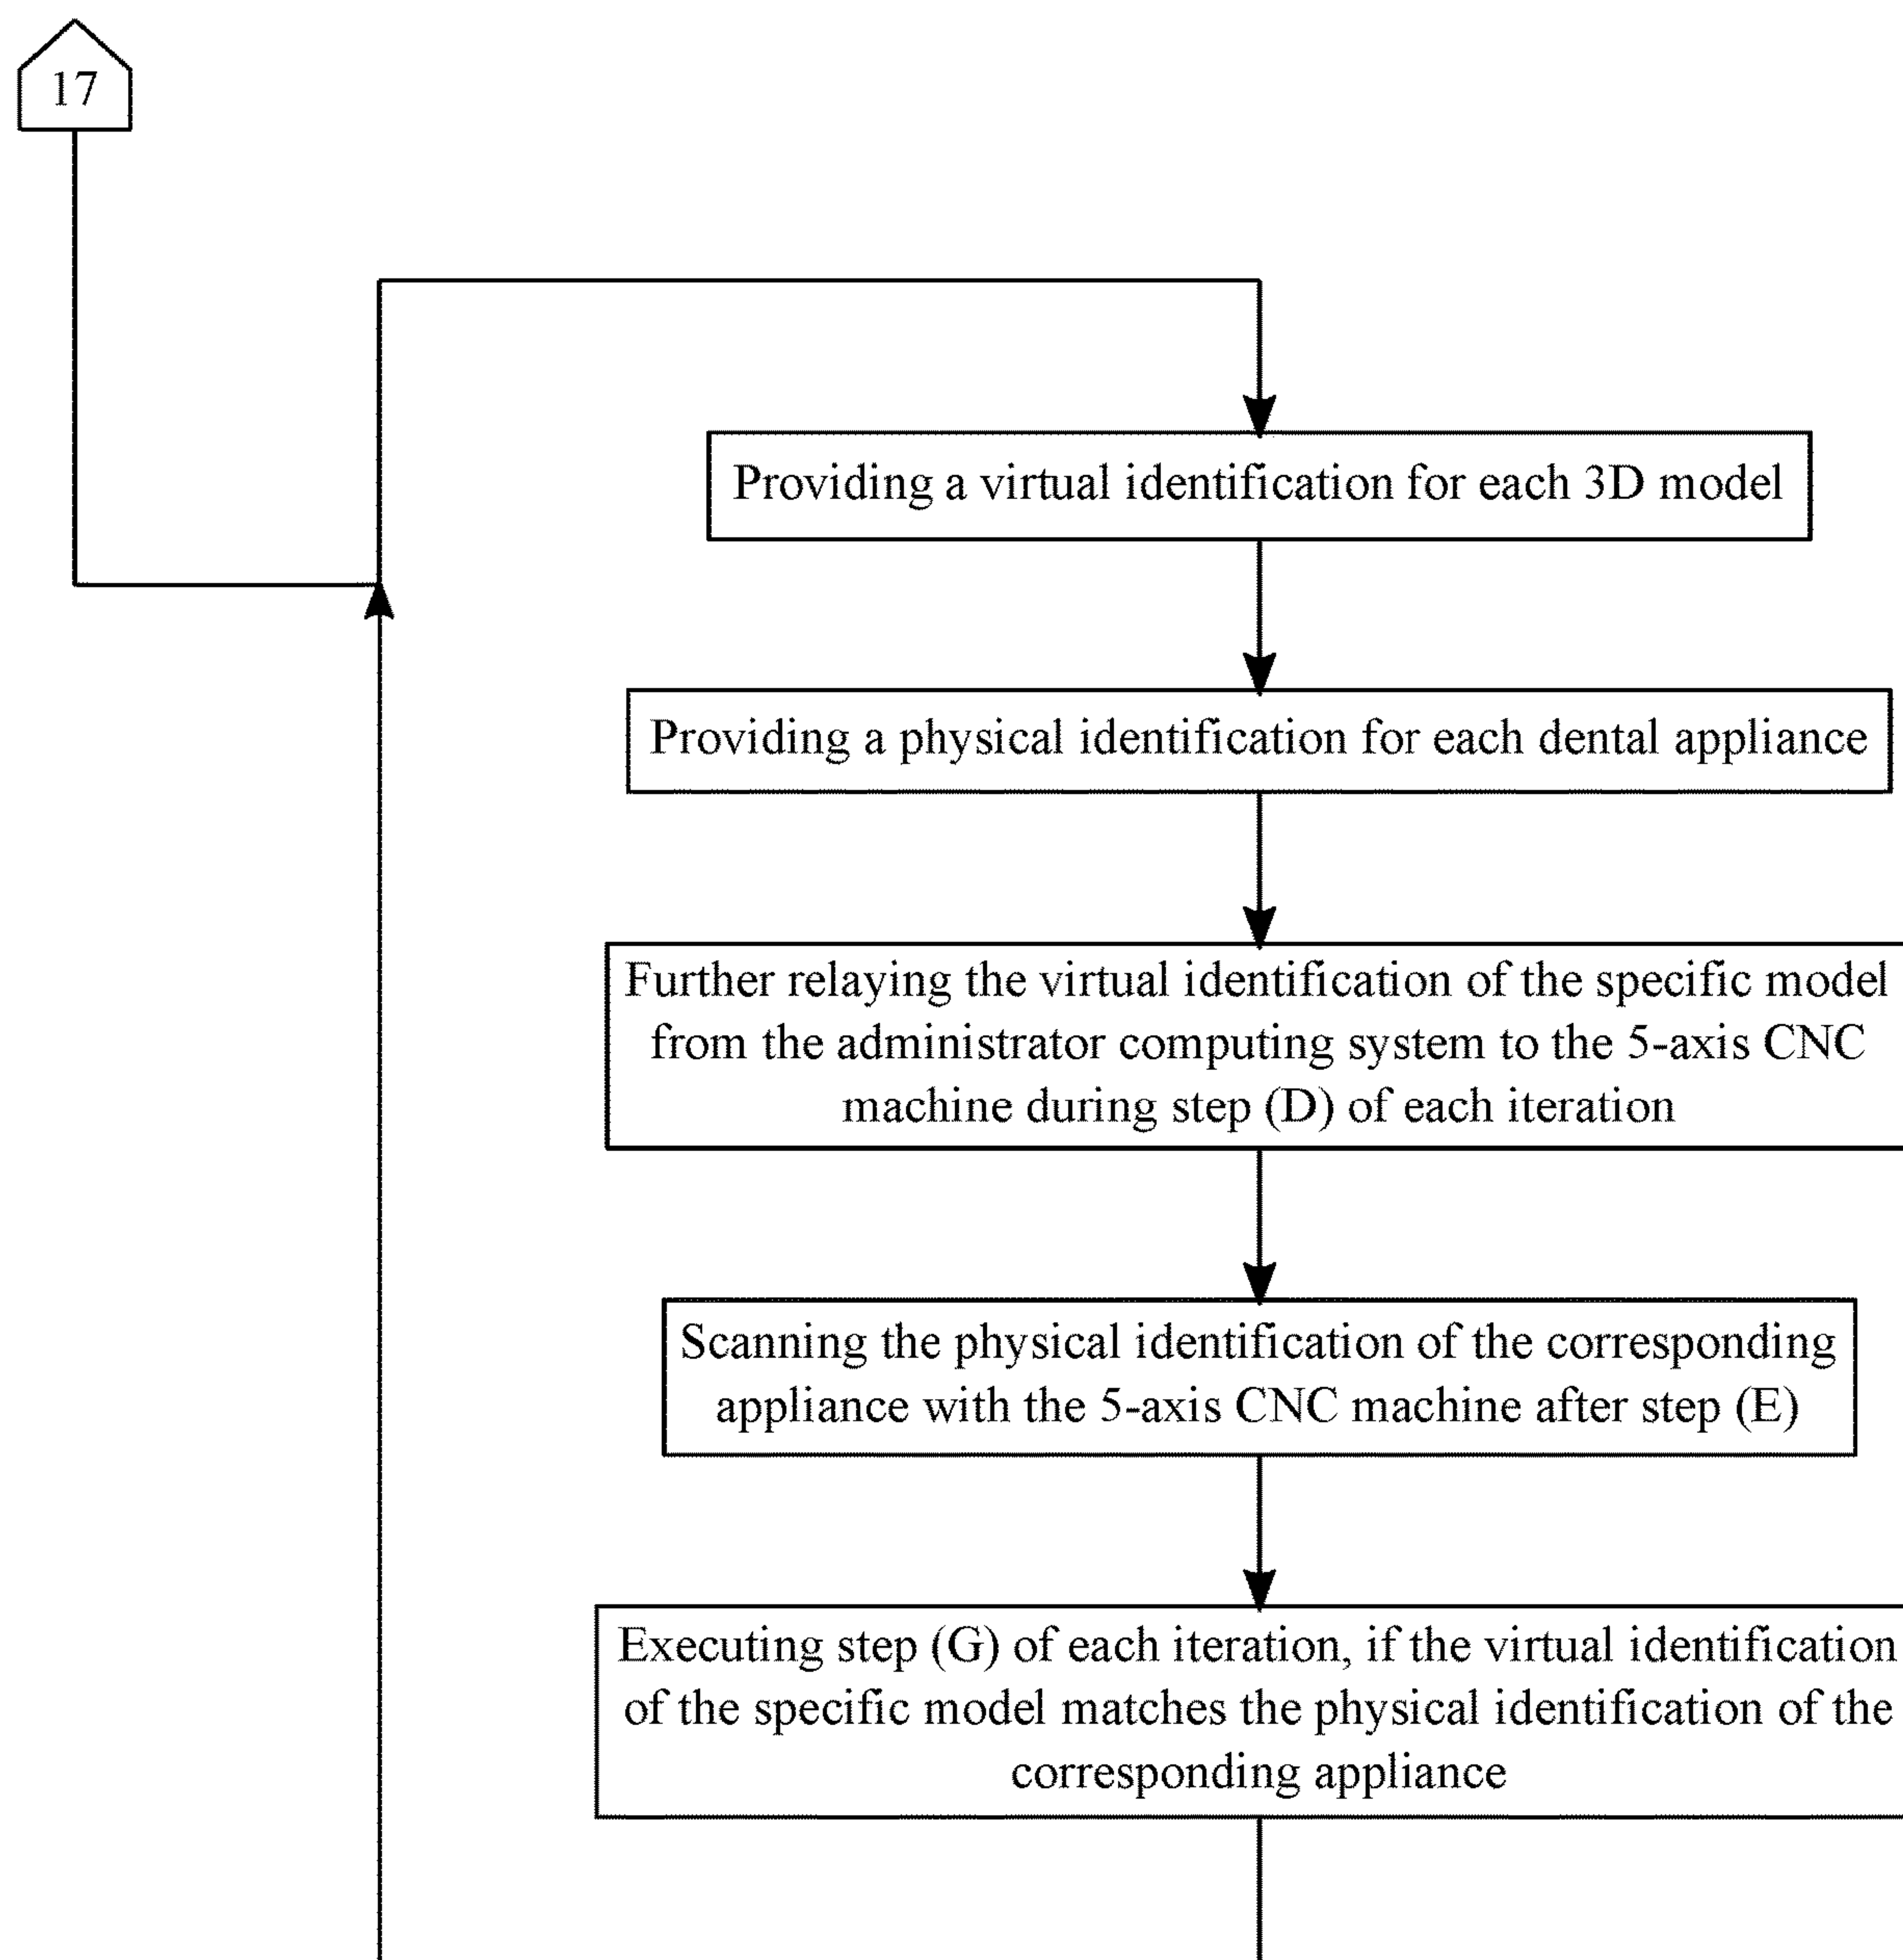 17
Providing a virtual identification for each 3D model
Providing a physical identification for each dental appliance
Further relaying the virtual identification of the specific model
from the administrator computing system to the 5-axis CNC
machine during step (D) of each iteration
Scanning the physical identification of the corresponding
appliance with the 5-axis CNC machine after step (E)
Executing step (G) of each iteration, if the virtual identification
of the specific model matches the physical identification of the
corresponding appliance